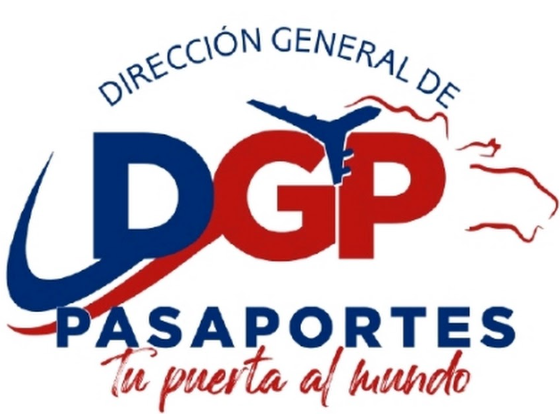 DIRECCIÓN GENERAL DE
DGP
PASAPORTES
Tu puerta al mundo